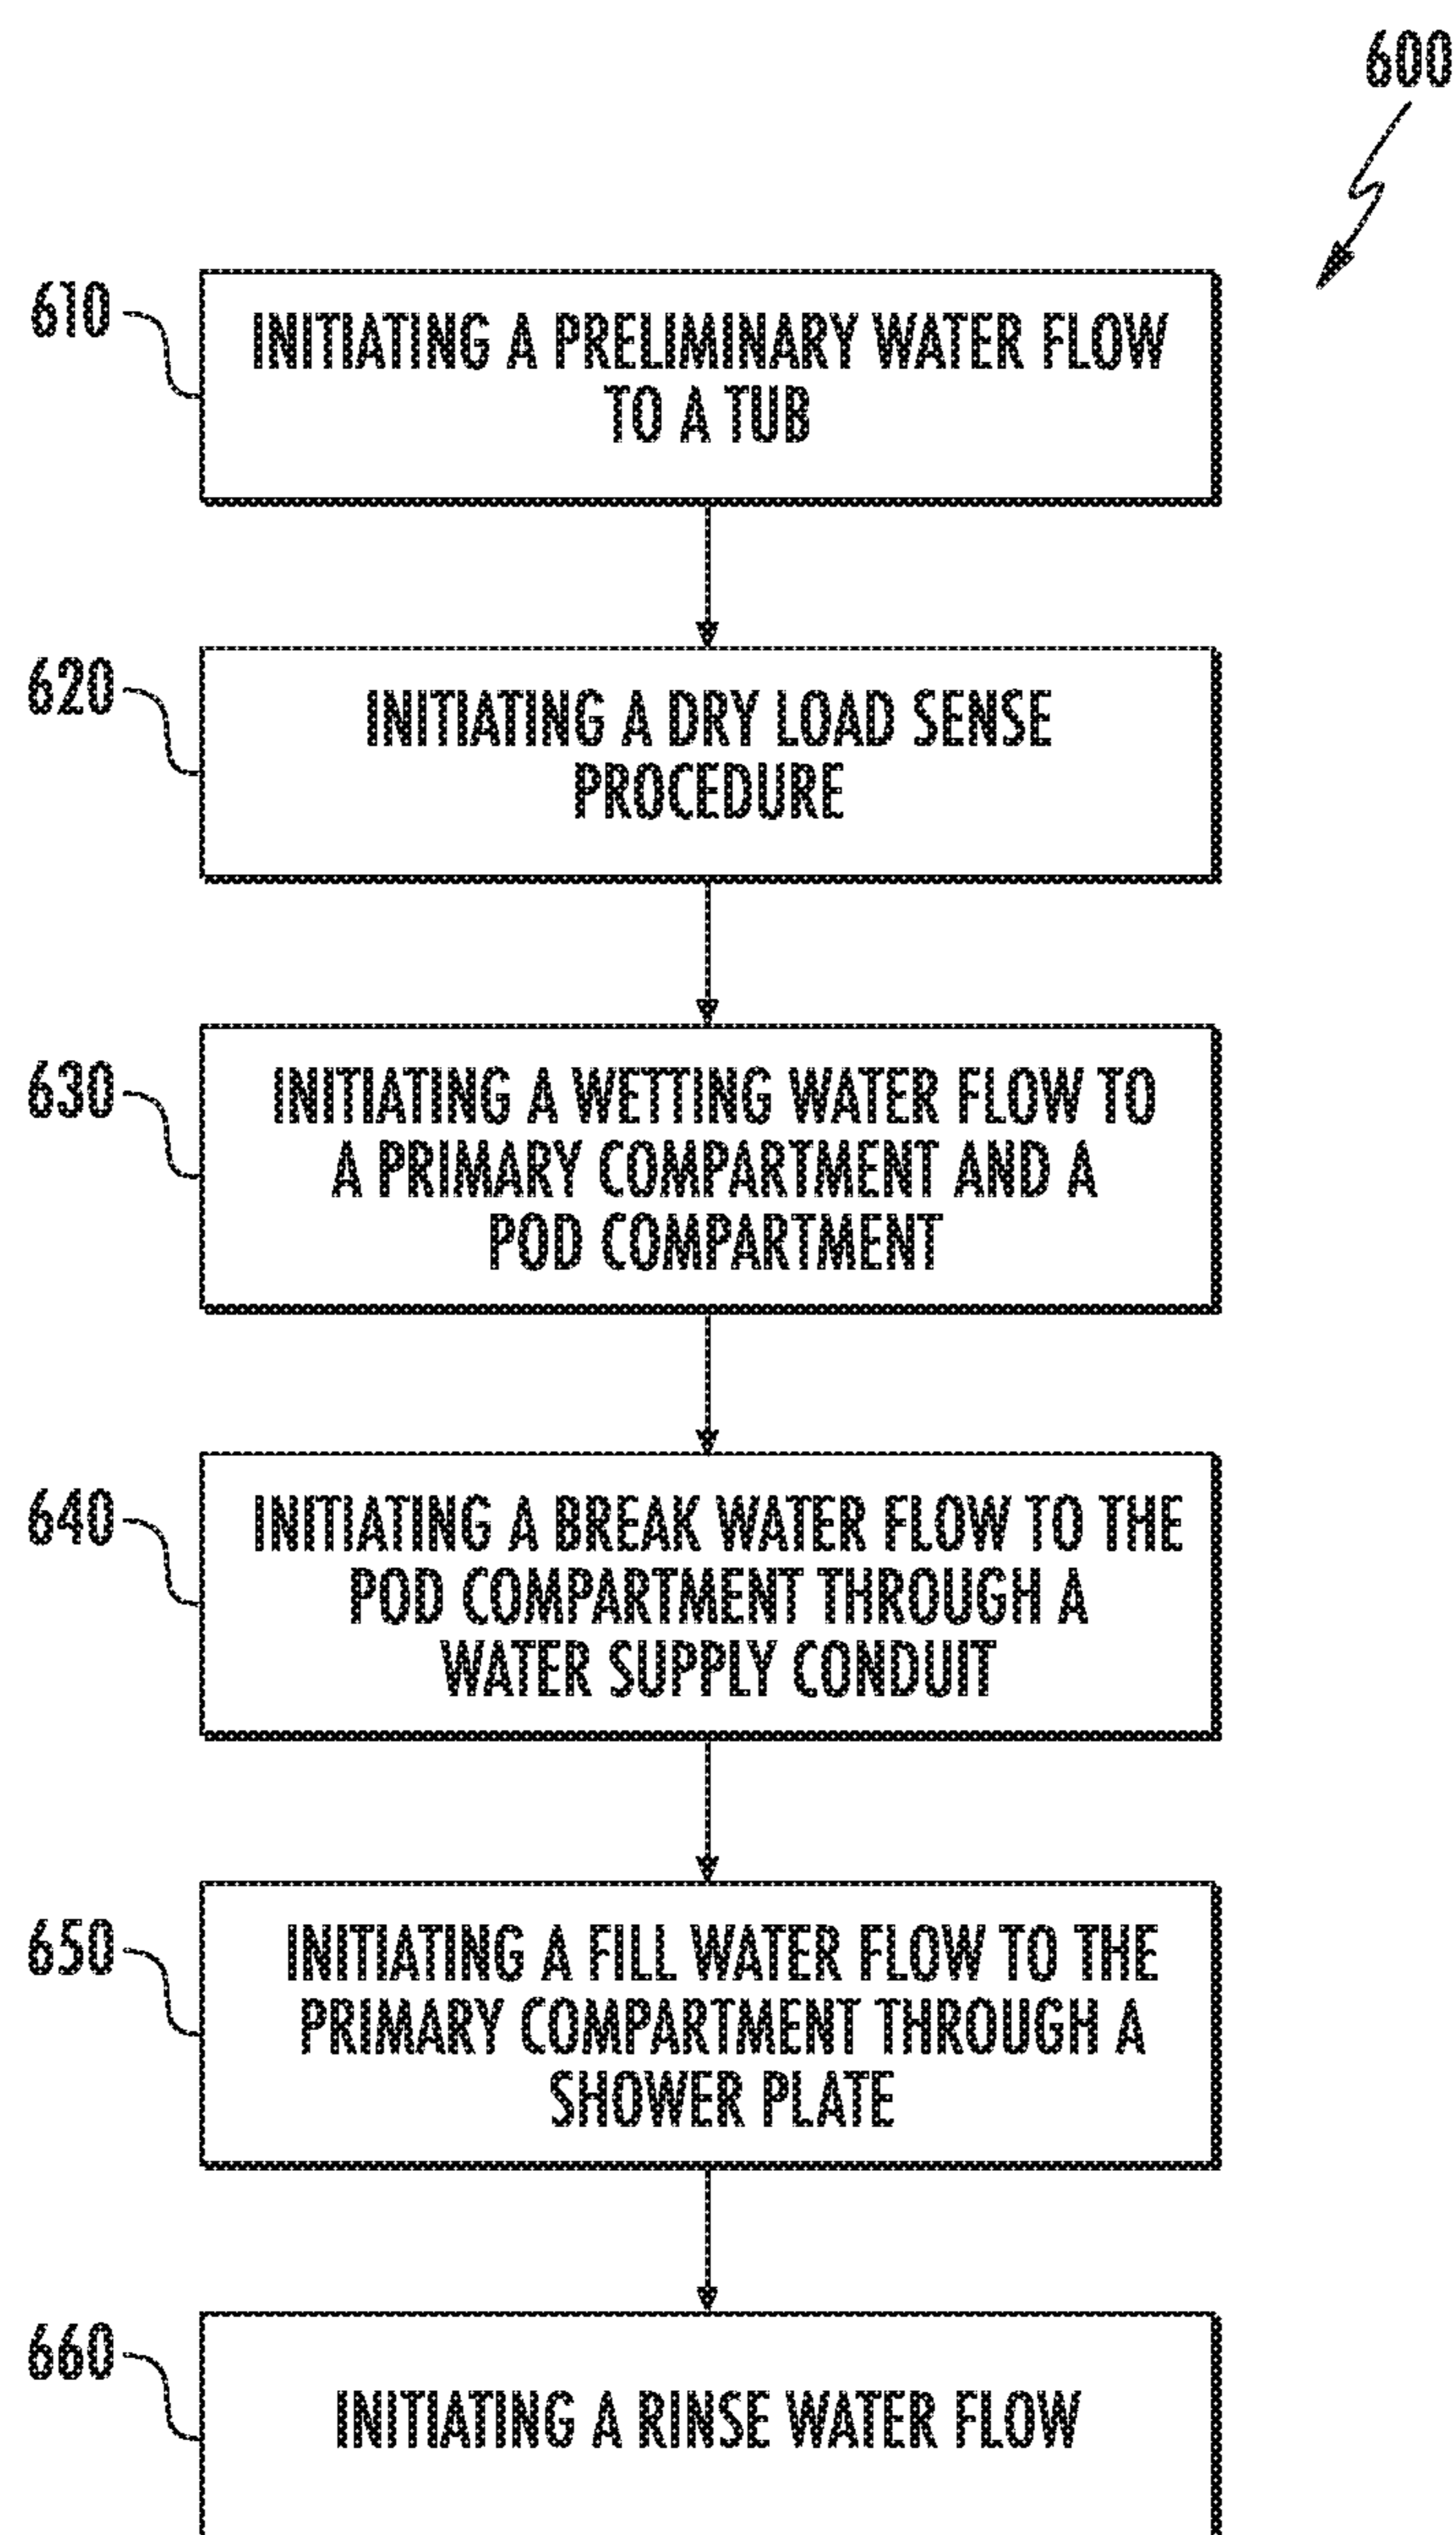 600
610
INITIATING A PRELIMINARY WATER FLOW
TO A TUB
620
INITIATING A DRY LOAD SENSE
PROCEDURE
630
INITIATING A WETTING WATER FLOW TO
A PRIMARY COMPARTMENT AND A
POD COMPARTMENT
640
INITIATING A BREAK WATER FLOW TO THE
POD COMPARTMENT THROUGH A
WATER SUPPLY CONDUIT
650
INITIATING A FILL WATER FLOW TO THE
PRIMARY COMPARTMENT THROUGH A
SHOWER PLATE
660
INITIATING A RINSE WATER FLOW